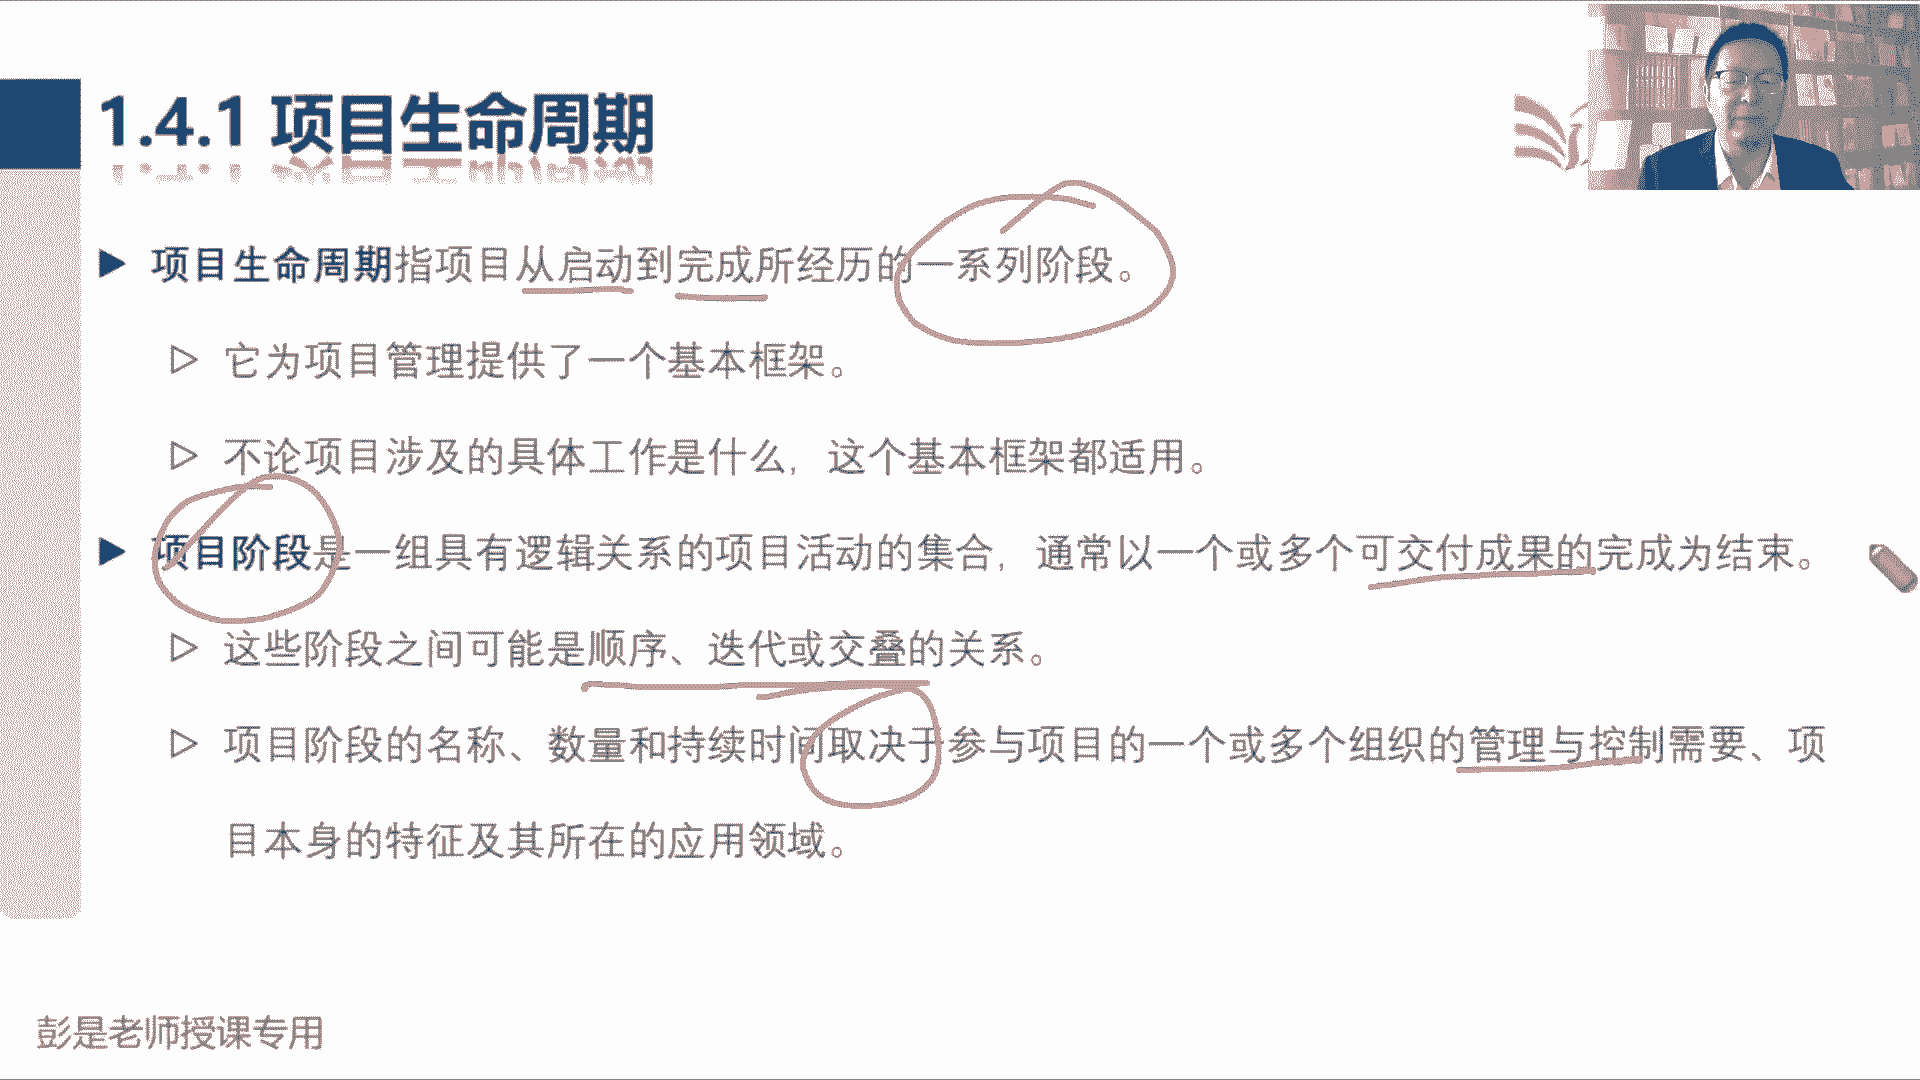 1.4.1 项目生命周期
项目生命周期指项目从启动到完成所经历的一系列阶段。
它为项目管理提供了一个基本框架。
不论项目涉及的具体工作是什么，这个基本框架都适用。
项目阶段是一组具有逻辑关系的项目活动的集合，通常以一个或多个可交付成果的完成为结束。
这些阶段之间可能是顺序、迭代或交叠的关系。
项目阶段的名称、数量和持续时间取决于参与项目的一个或多个组织的管理与控制需要、项
目本身的特征及其所在的应用领域。
彭是老师授课专用